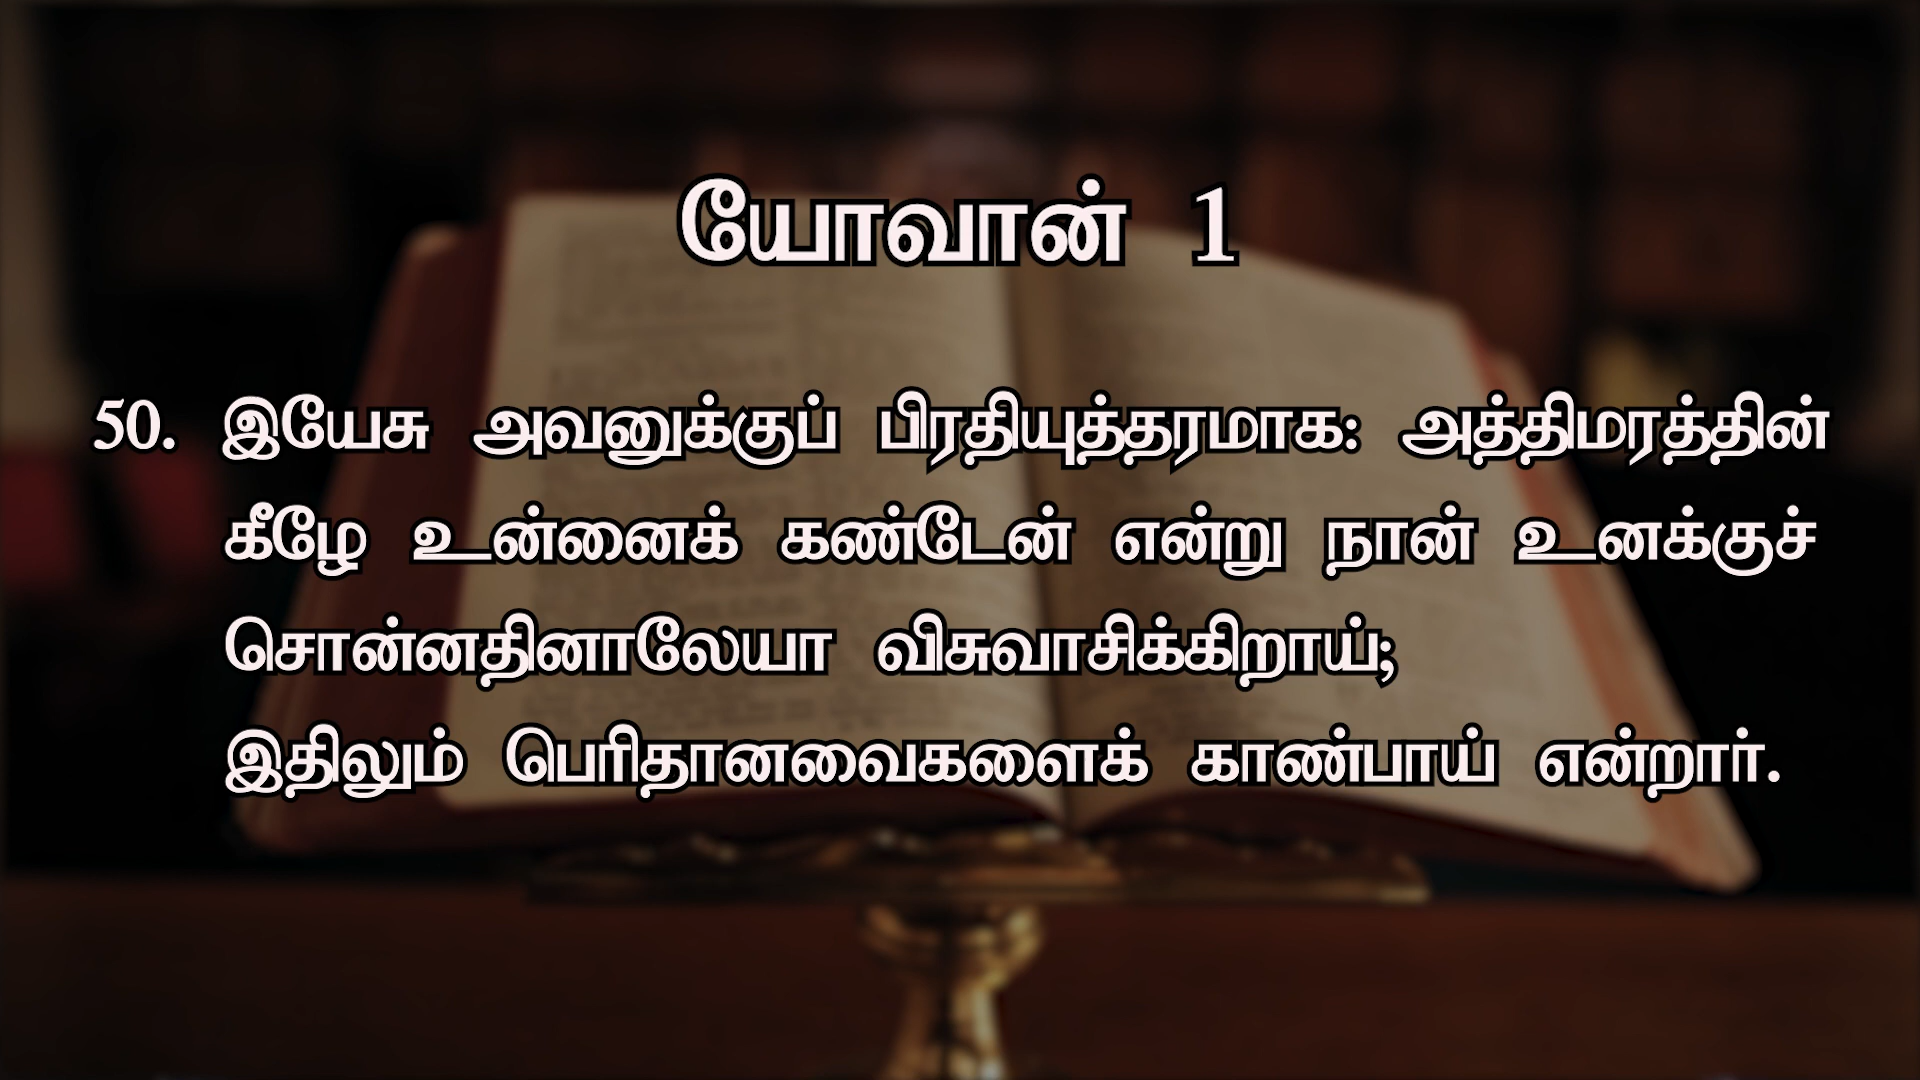 யோவான் 1
50. இயேசு அவனுக்குப் பிரதியுத்தரமாக: அத்திமரத்தின்
கீழே உன்னைக் கண்டேன் என்று நான் உனக்குச்
சொன்னதினாலேயா விசுவாசிக்கிறாய்;
இதிலும் பெரிதானவைகளைக் காண்பாய் என்றார்.